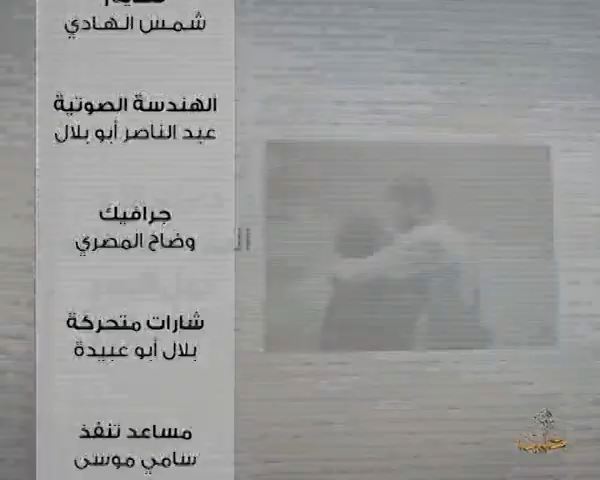 شمس الهادي
الهندسة الصوتية
عبد الناصر أبو بلال
جرافيك
وضاح المصري
شارات متحركة
بلال أبو عبيدة
مساعد تنفذ
سامي موسى